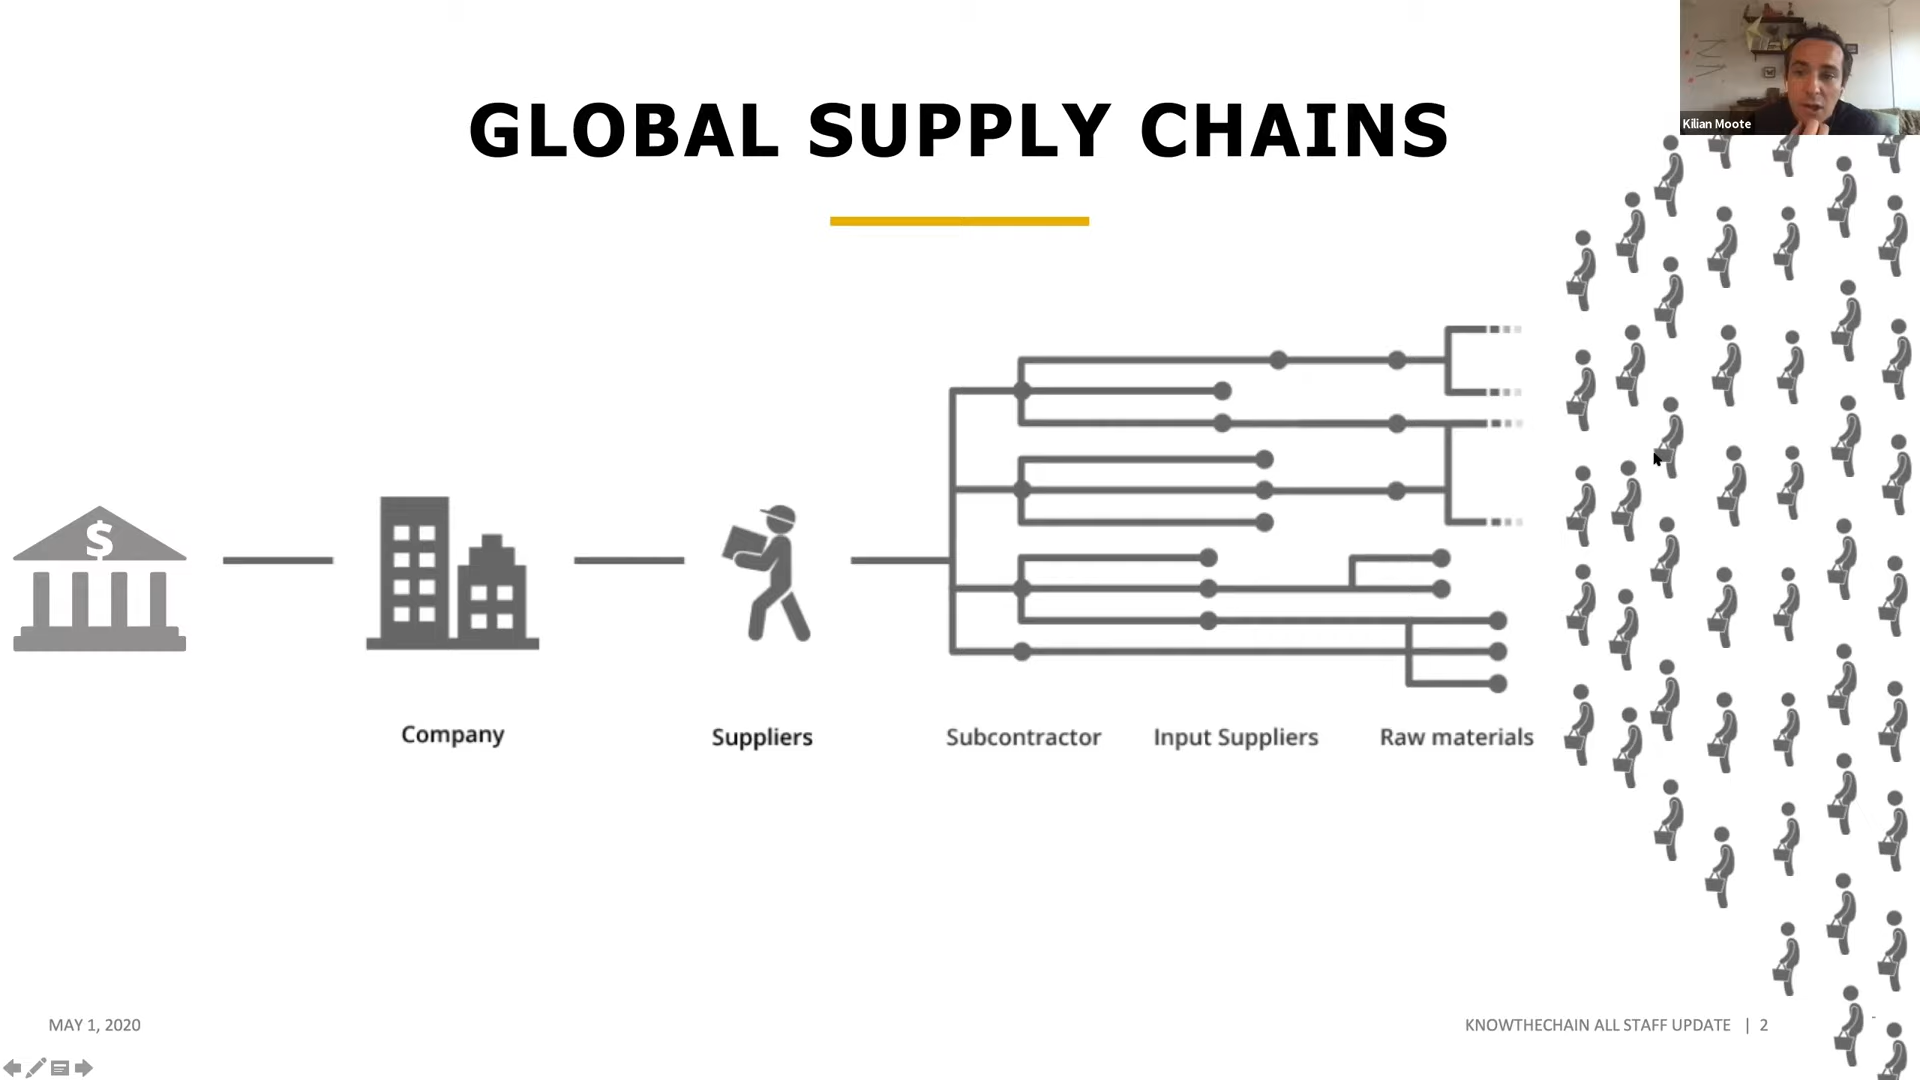 GLOBAL SUPPLY CHAINS
Kilian Moote
$
Company
Suppliers
Subcontractor
Input Suppliers
Raw materials
MAY 1, 2020
KNOWTHECHAIN ALL STAFF UPDATE | 2